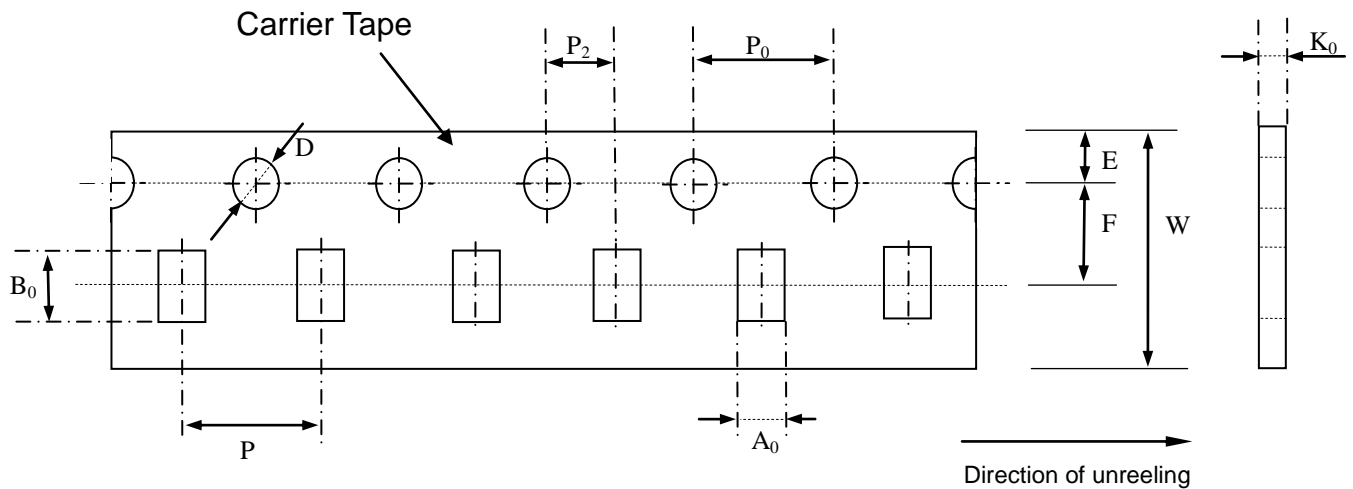 Carrier Tape
P₂
P₀
K₀
D
E
F
W
B₀
P
A₀
Direction of unreeling